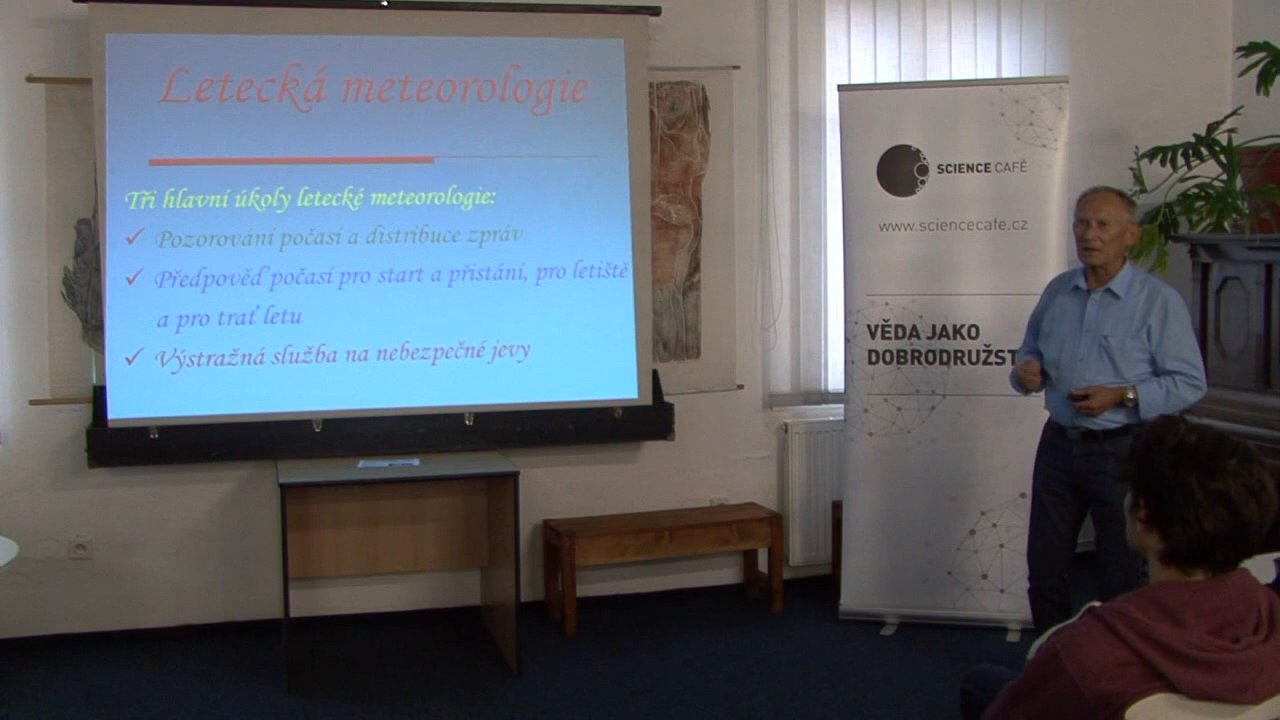 Letecká meteorologie
Tři hlavní úkoly letecké meteorologie:
✓ Pozorování počasí a distribuce zpráv
✓ Předpověď počasí pro start a přistání, pro letiště
a pro trať letu
✓ Výstražná služba na nebezpečné jevy
SCIENCE CAFÉ
www.sciencecafe.cz
VĚDA JAKO
DOBRODRUŽST